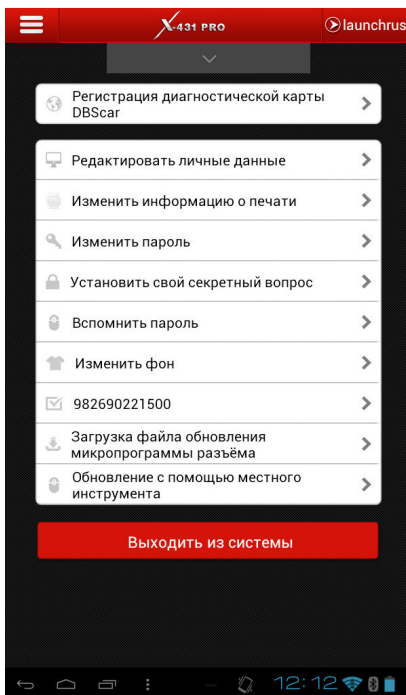 X-431 PRO
launchrus
Регистрация диагностической карты
DBScar
Редактировать личные данные
Изменить информацию о печати
Изменить пароль
Установить свой секретный вопрос
Вспомнить пароль
Изменить фон
982690221500
Загрузка файла обновления
микропрограммы разъёма
Обновление с помощью местного
инструмента
Выходить из системы
12:12